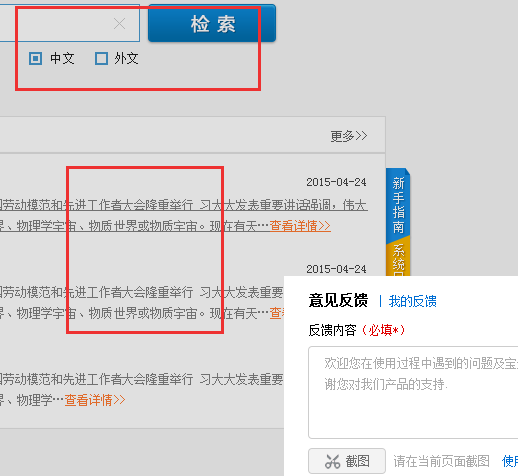 检 索
中文 外文
更多>>
2015-04-24
劳动模范和先进工作者大会隆重举行 习大大发表重要讲话强调，伟大
界、物理学宇宙、物质世界或物质宇宙。现在有天…查看详情>>
2015-04-24
劳动模范和先进工作者大会隆重举行 习大大发表重要
界、物理学宇宙、物质世界或物质宇宙。现在有天…查
劳动模范和先进工作者大会隆重举行 习大大发表重要
界、物理学…查看详情>>
新手指南
系统
意见反馈 | 我的反馈
反馈内容（必填*）
欢迎您在使用过程中遇到的问题及宝
谢您对我们产品的支持.
截图 请在当前页面截图 使用